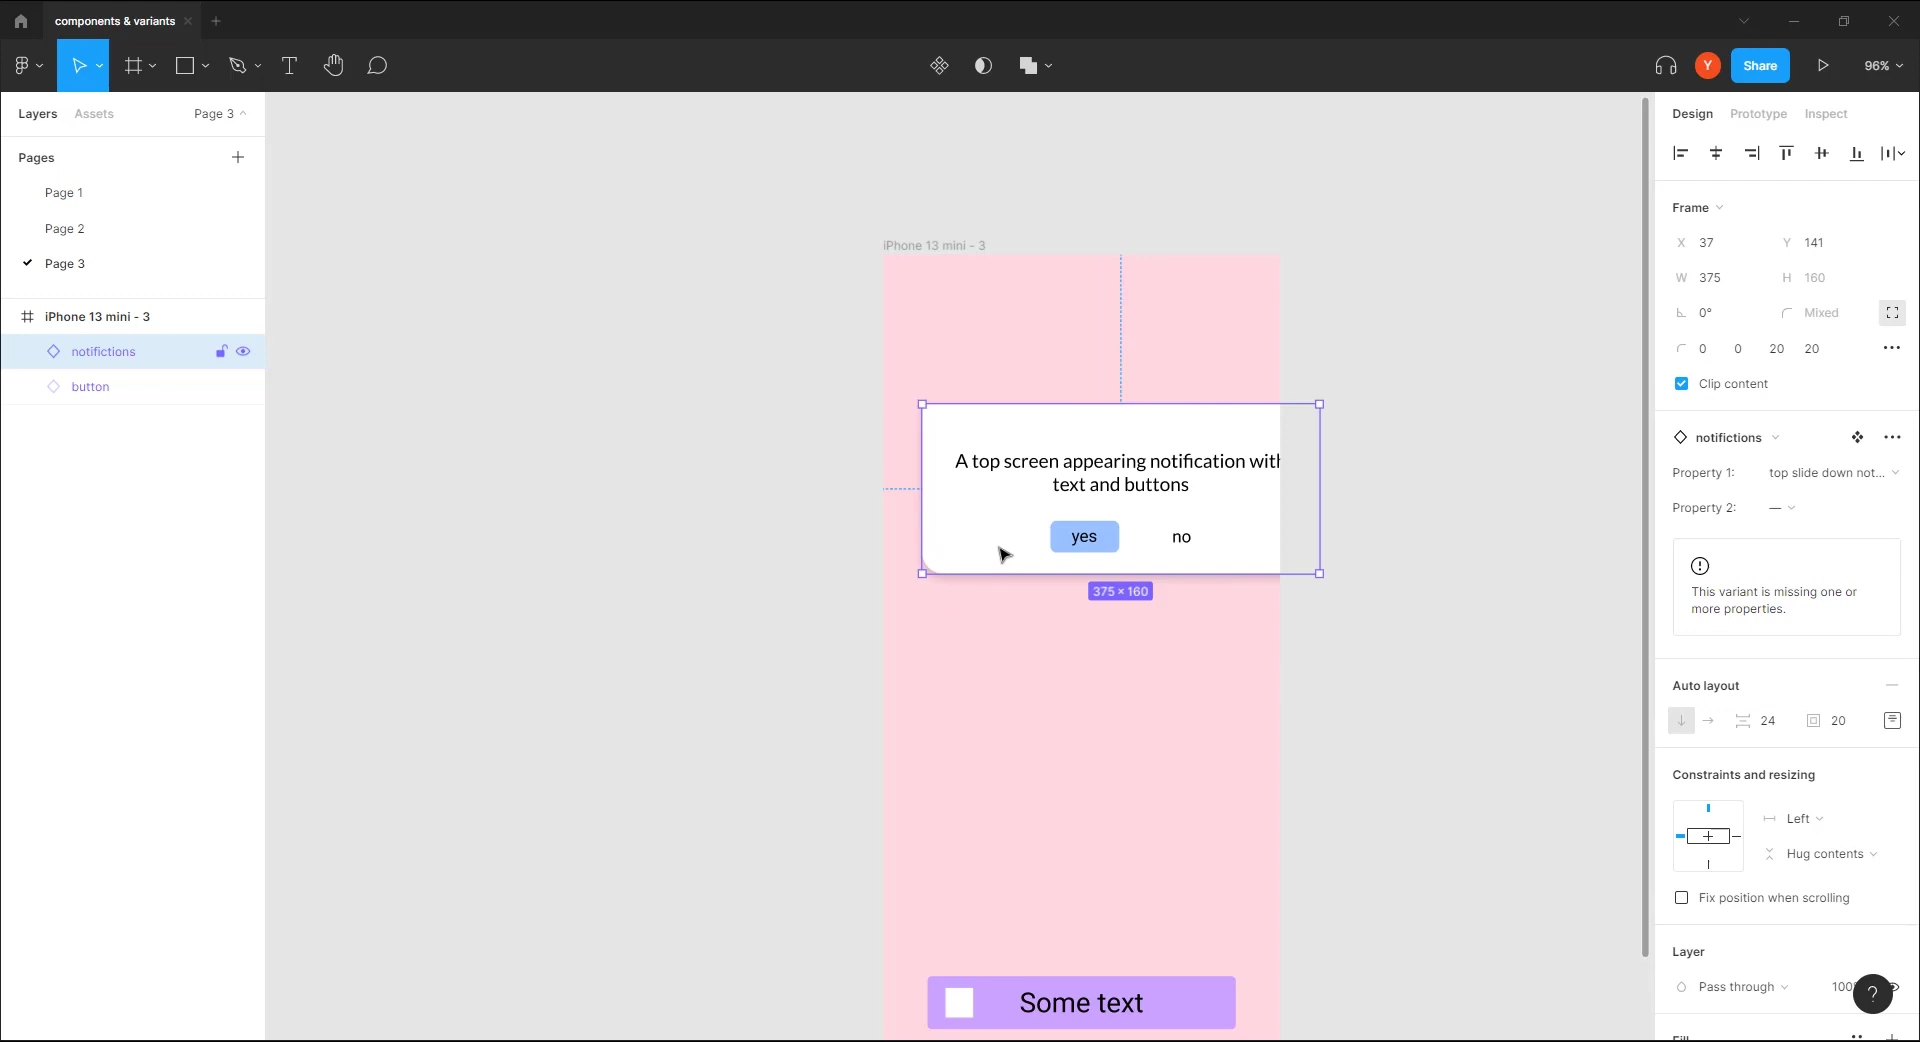 components & variants
Share
96%
Layers
Assets
Page 3
Design
Prototype
Inspect
Pages
Page 1
Page 2
Page 3
iPhone 13 mini - 3
notifictions
button
iPhone 13 mini - 3
A top screen appearing notification with
text and buttons
yes
no
375 × 160
Some text
Frame
X 37
Y 141
W 375
H 160
0°
Mixed
0 0 20 20
Clip content
notifictions
Property 1: top slide down not...
Property 2: —
This variant is missing one or
more properties.
Auto layout
24
20
Constraints and resizing
Left
Hug contents
Fix position when scrolling
Layer
Pass through
100
?
Fill
Y